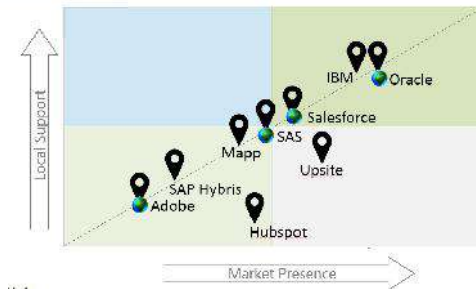 Local Support
IBM
Oracle
Salesforce
SAS
Mapp
Upsite
SAP Hybris
Adobe
Hubspot
Market Presence